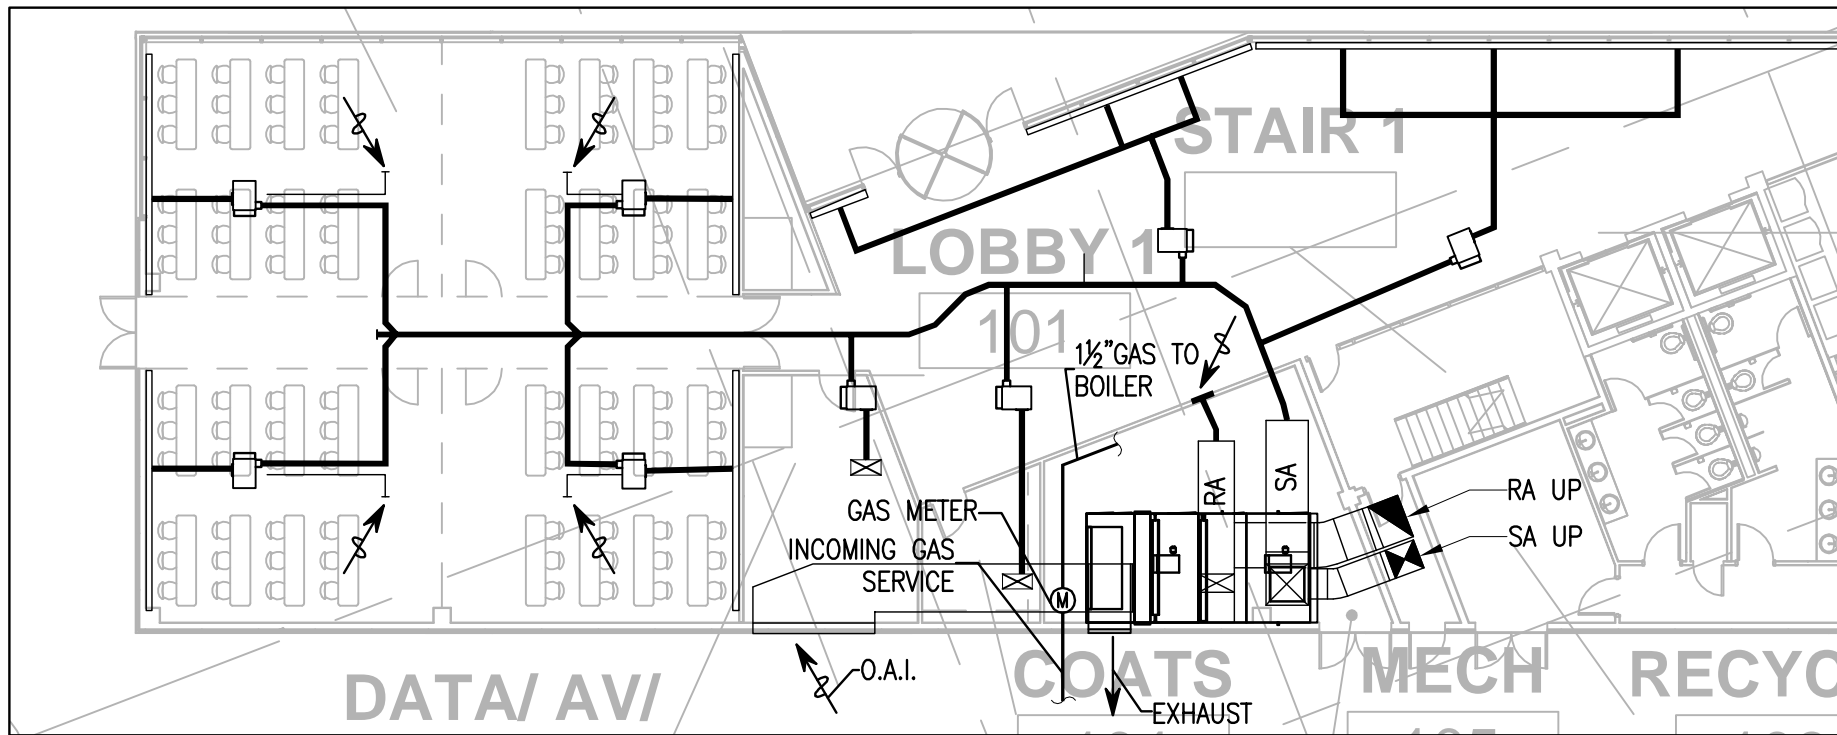 STAIR 1
LOBBY 1
101
1½"GAS TO
BOILER
RA
SA
RA UP
SA UP
GAS METER
INCOMING GAS
SERVICE
M
O.A.I.
EXHAUST
DATA/ AV/
COATS
MECH
RECYC